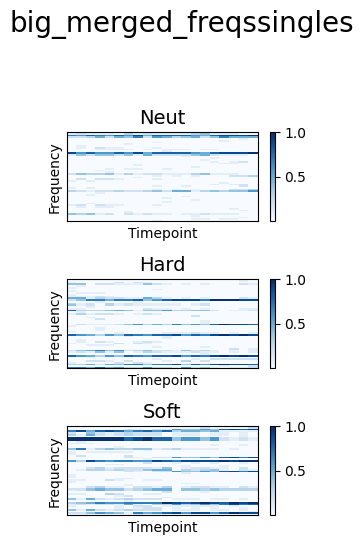 big_merged_freqssingles
Neut
1.0
0.5
Frequency
Timepoint
Hard
1.0
0.5
Frequency
Timepoint
Soft
1.0
0.5
Frequency
Timepoint